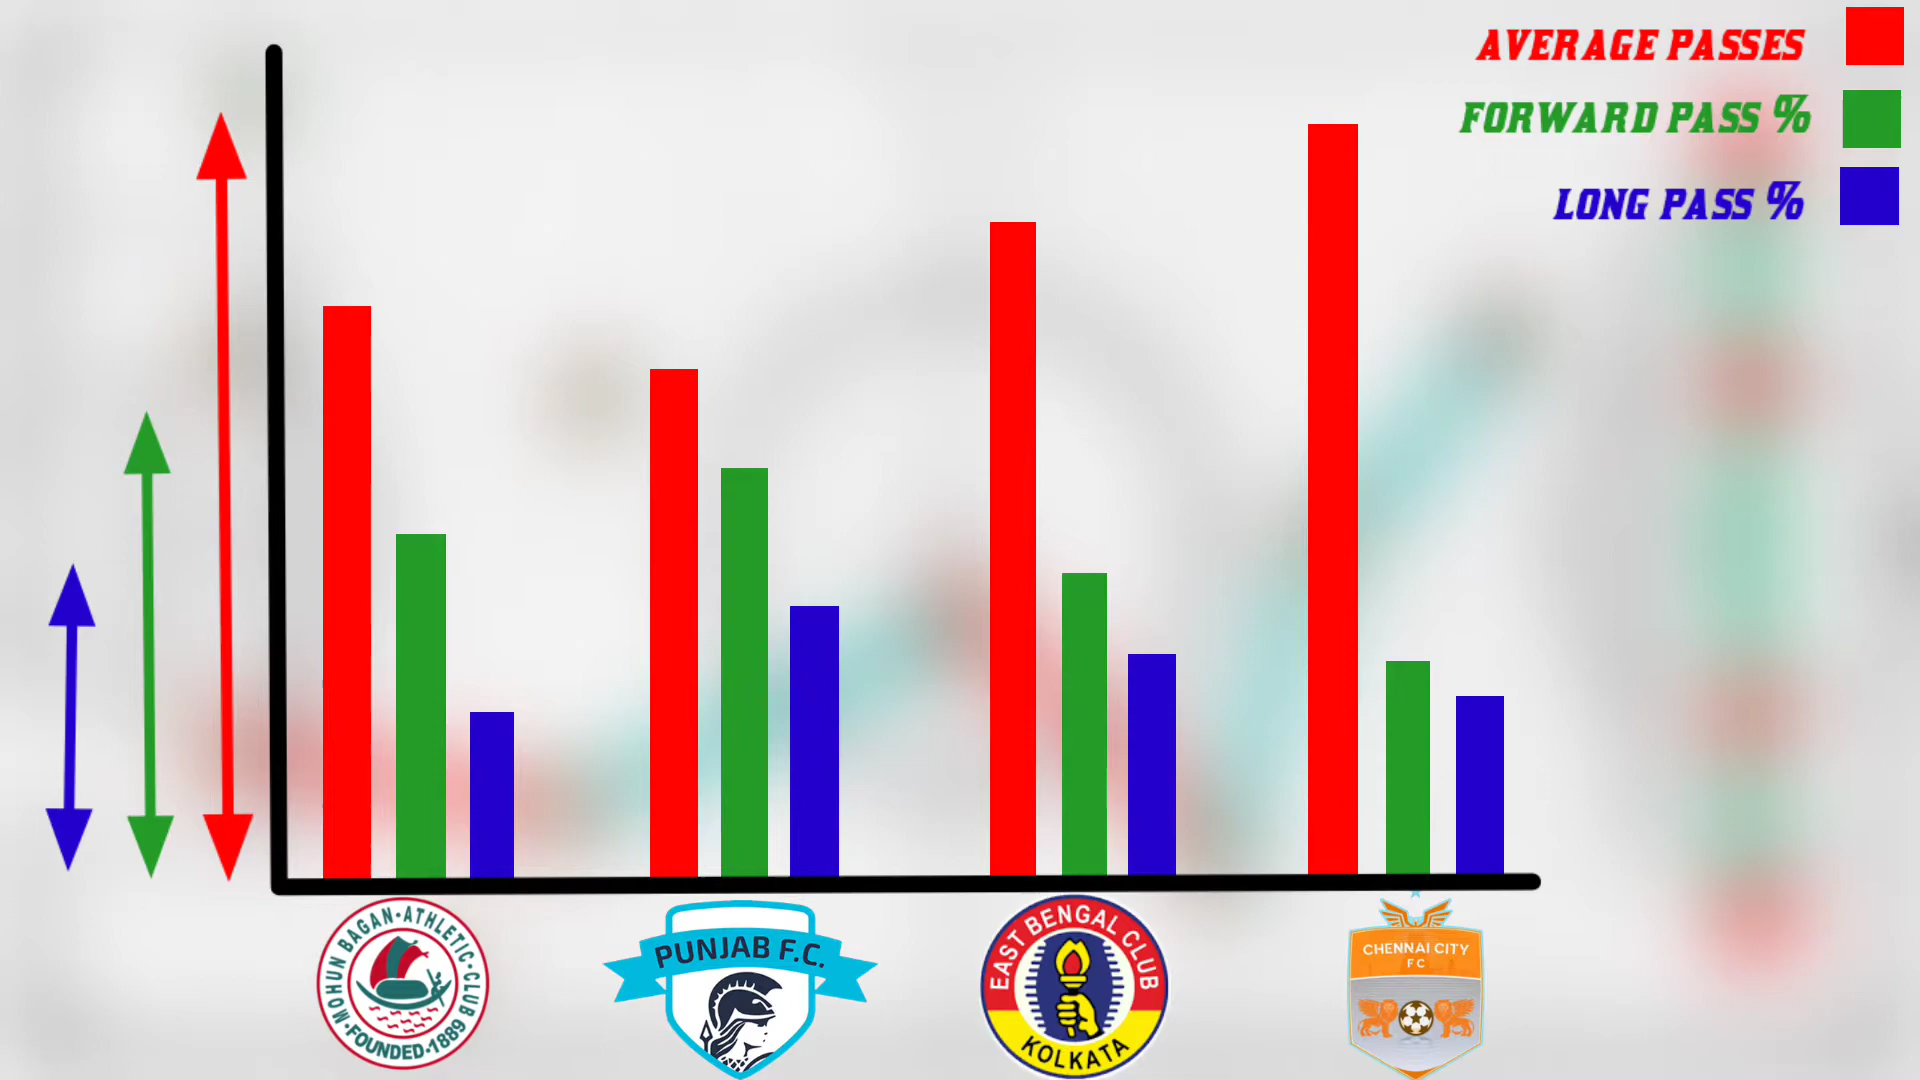 AVERAGE PASSES
FORWARD PASS %
LONG PASS %
MOHUN BAGAN·ATHLETIC·CLUB
·FOUNDED·1889
PUNJAB F.C.
EAST BENGAL CLUB
KOLKATA
CHENNAI CITY
FC